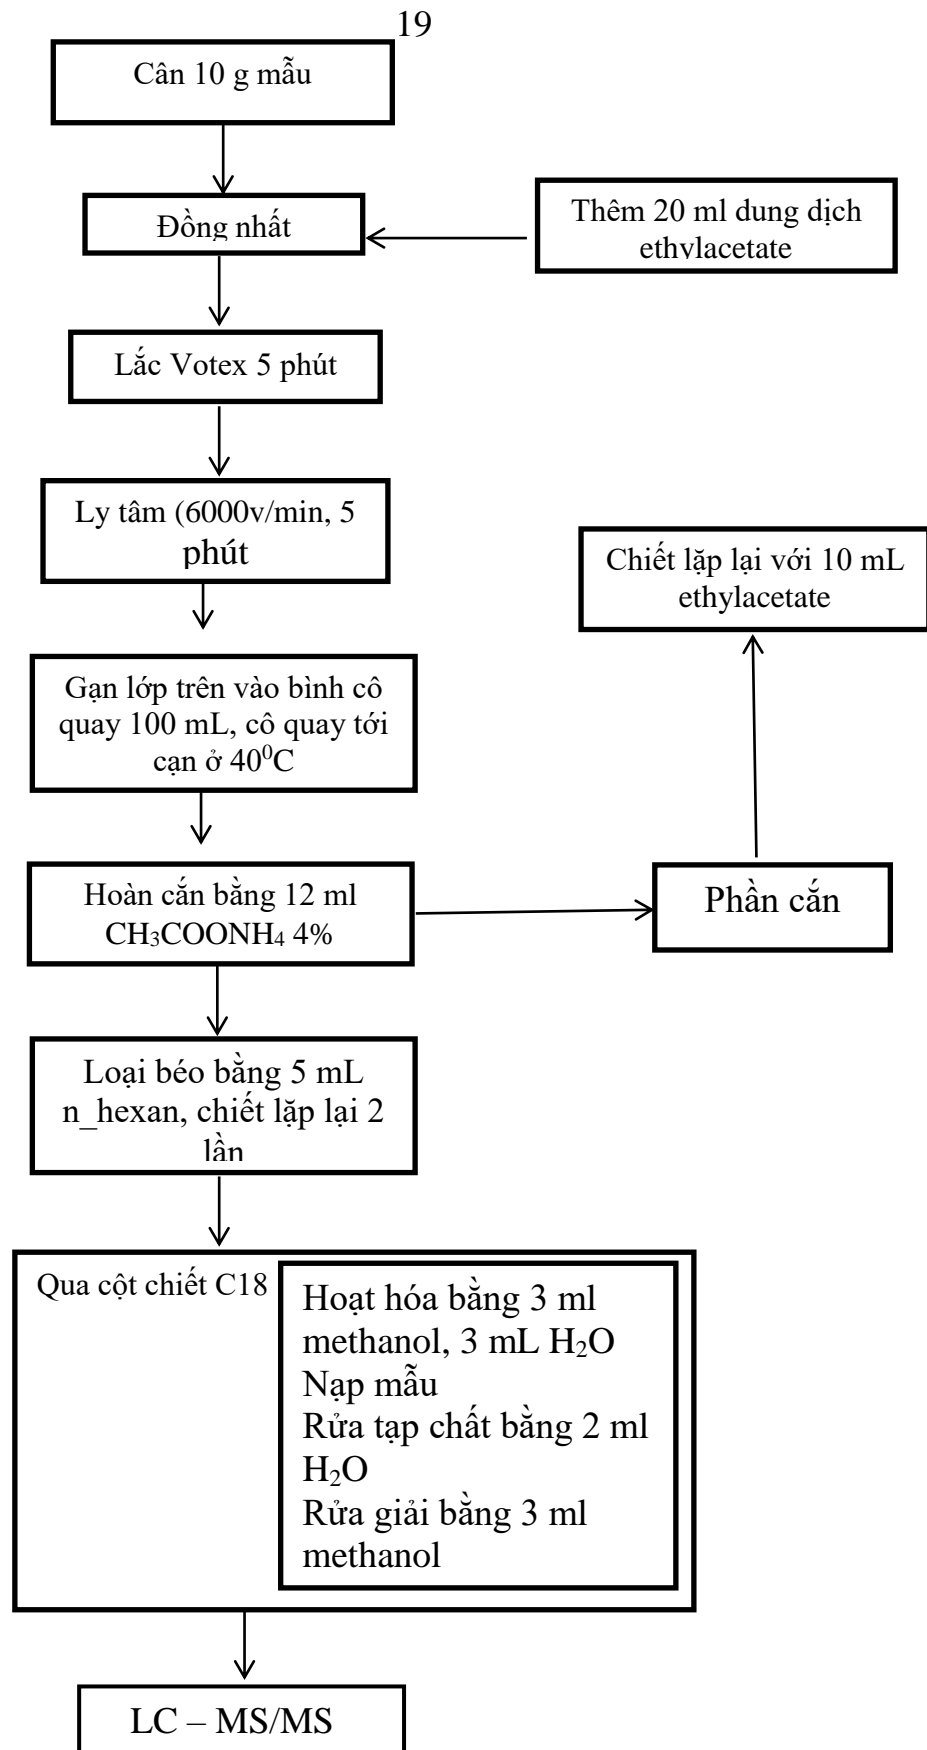 19
Cân 10 g mẫu
Đồng nhất
Thêm 20 ml dung dịch
ethylacetate
Lắc Votex 5 phút
Ly tâm (6000v/min, 5
phút
Chiết lặp lại với 10 mL
ethylacetate
Gạn lớp trên vào bình cô
quay 100 mL, cô quay tới
cạn ở 40⁰C
Hoàn cắn bằng 12 ml
CH₃COONH₄ 4%
Phần cắn
Loại béo bằng 5 mL
n_hexan, chiết lặp lại 2
lần
Qua cột chiết C18
Hoạt hóa bằng 3 ml
methanol, 3 mL H₂O
Nạp mẫu
Rửa tạp chất bằng 2 ml
H₂O
Rửa giải bằng 3 ml
methanol
LC – MS/MS